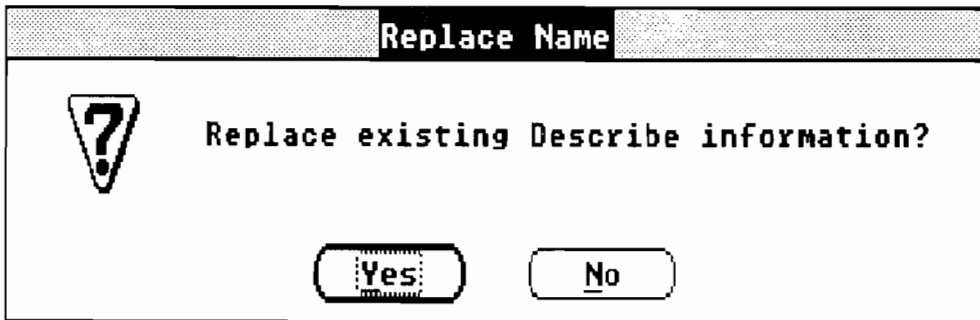 Replace Name
Replace existing Describe information?
Yes No